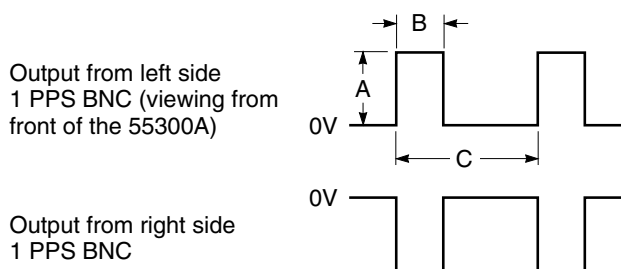 B
Output from left side
1 PPS BNC (viewing from
front of the 55300A)
A
0V
C
0V
Output from right side
1 PPS BNC